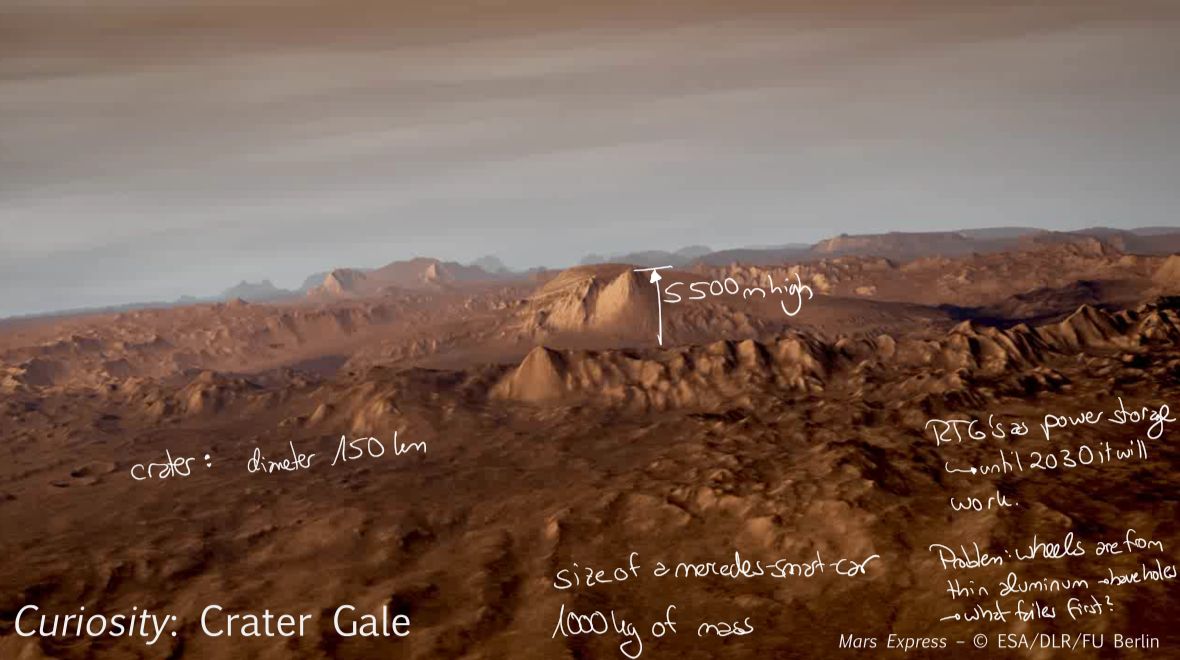 5500 m high
crater: diameter 150 km
RTG's as power storage
↳ until 2030 it will
work.
Problem: wheels are from
thin aluminum → have holes
→ what failes first?
size of a mercedes-smart-car
1000 kg of mass
Curiosity: Crater Gale
Mars Express – © ESA/DLR/FU Berlin